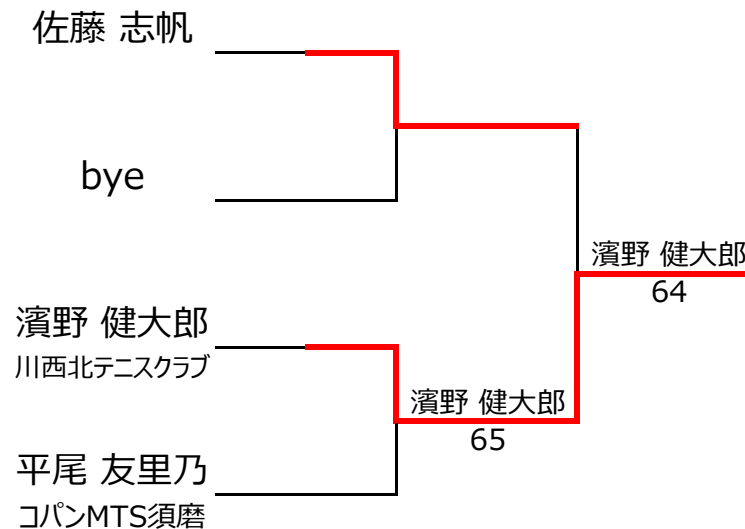 佐藤 志帆
bye
濱野 健大郎
64
濱野 健大郎
川西北テニスクラブ
濱野 健大郎
65
平尾 友里乃
コパンMTS須磨